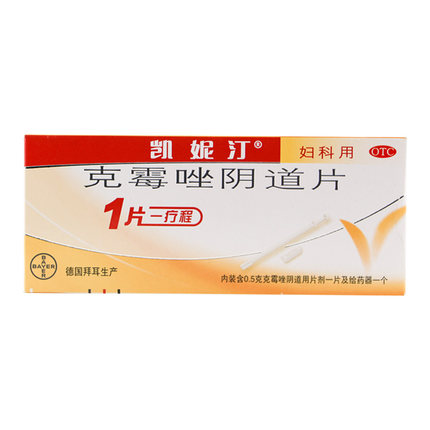 凯妮汀®
妇科用
OTC
克霉唑阴道片
1片一疗程
BAYER
BAYER
德国拜耳生产
内装含0.5克克霉唑阴道用片剂一片及给药器一个